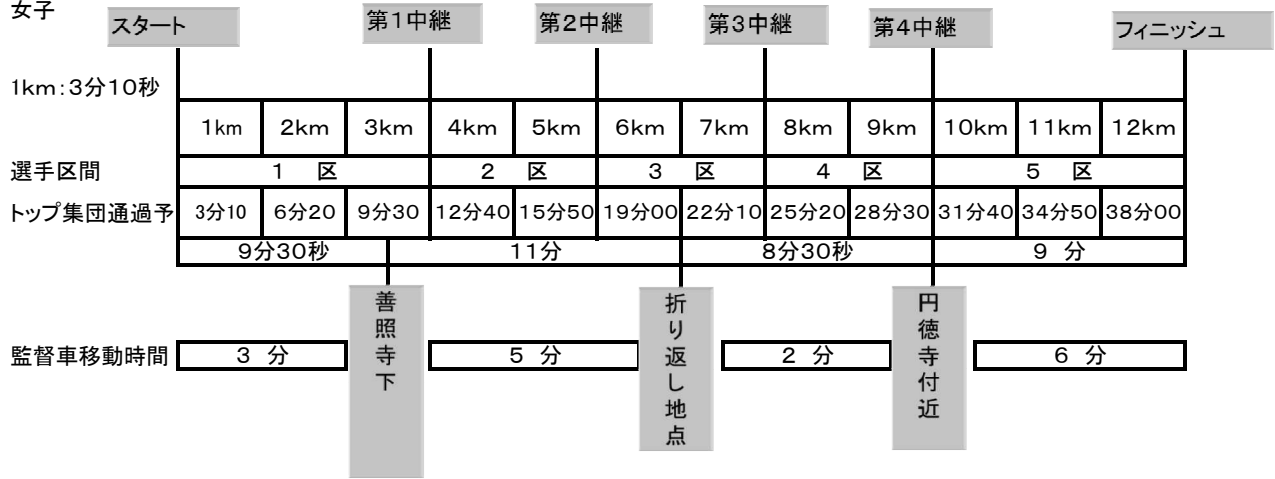 女子
スタート 第1中継 第2中継 第3中継 第4中継 フィニッシュ
1km:3分10秒
1km 2km 3km 4km 5km 6km 7km 8km 9km 10km 11km 12km
選手区間 1 区 2 区 3 区 4 区 5 区
トップ集団通過予 3分10 6分20 9分30 12分40 15分50 19分00 22分10 25分20 28分30 31分40 34分50 38分00
9分30秒 11分 8分30秒 9 分
善照寺下 折り返し地点 円徳寺付近
監督車移動時間 3 分 5 分 2 分 6 分